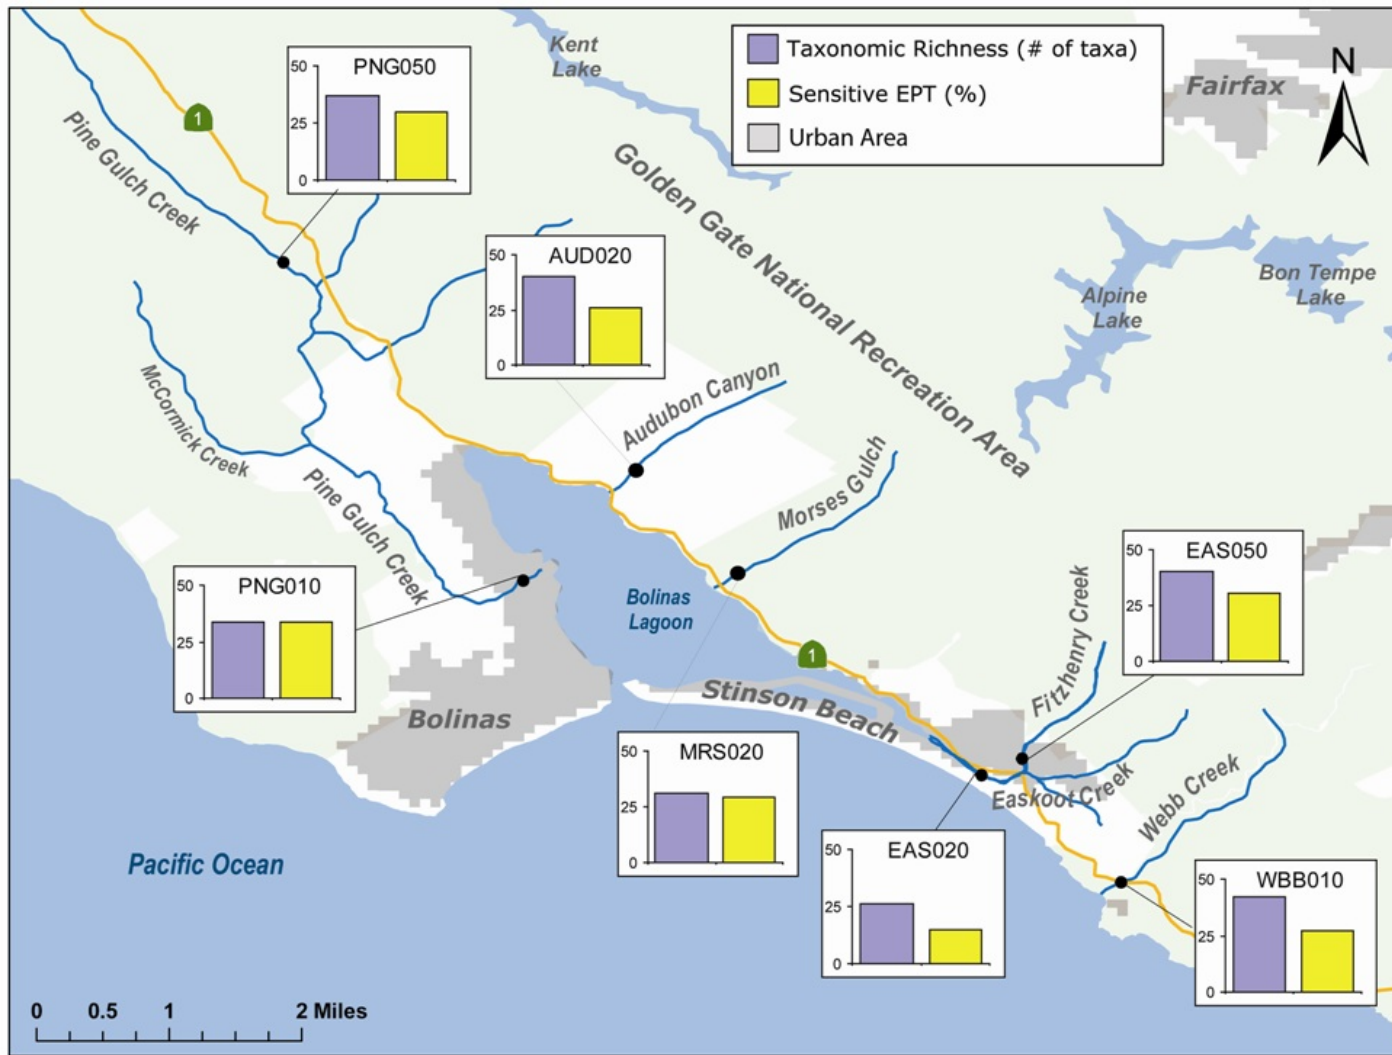 Taxonomic Richness (# of taxa)
Sensitive EPT (%)
Urban Area
N
Fairfax
Kent
Lake
1
Pine Gulch Creek
PNG050
50
25
0
Golden Gate National Recreation Area
Alpine
Lake
Bon Tempe
Lake
AUD020
50
25
0
Audubon Canyon
Morses Gulch
McCormick Creek
Pine Gulch Creek
PNG010
50
25
0
Bolinas
Lagoon
1
EAS050
50
25
0
Fitzhenry Creek
Stinson Beach
Bolinas
MRS020
50
25
0
Easkoot Creek
Webb Creek
EAS020
50
25
0
WBB010
50
25
0
Pacific Ocean
0 0.5 1 2 Miles